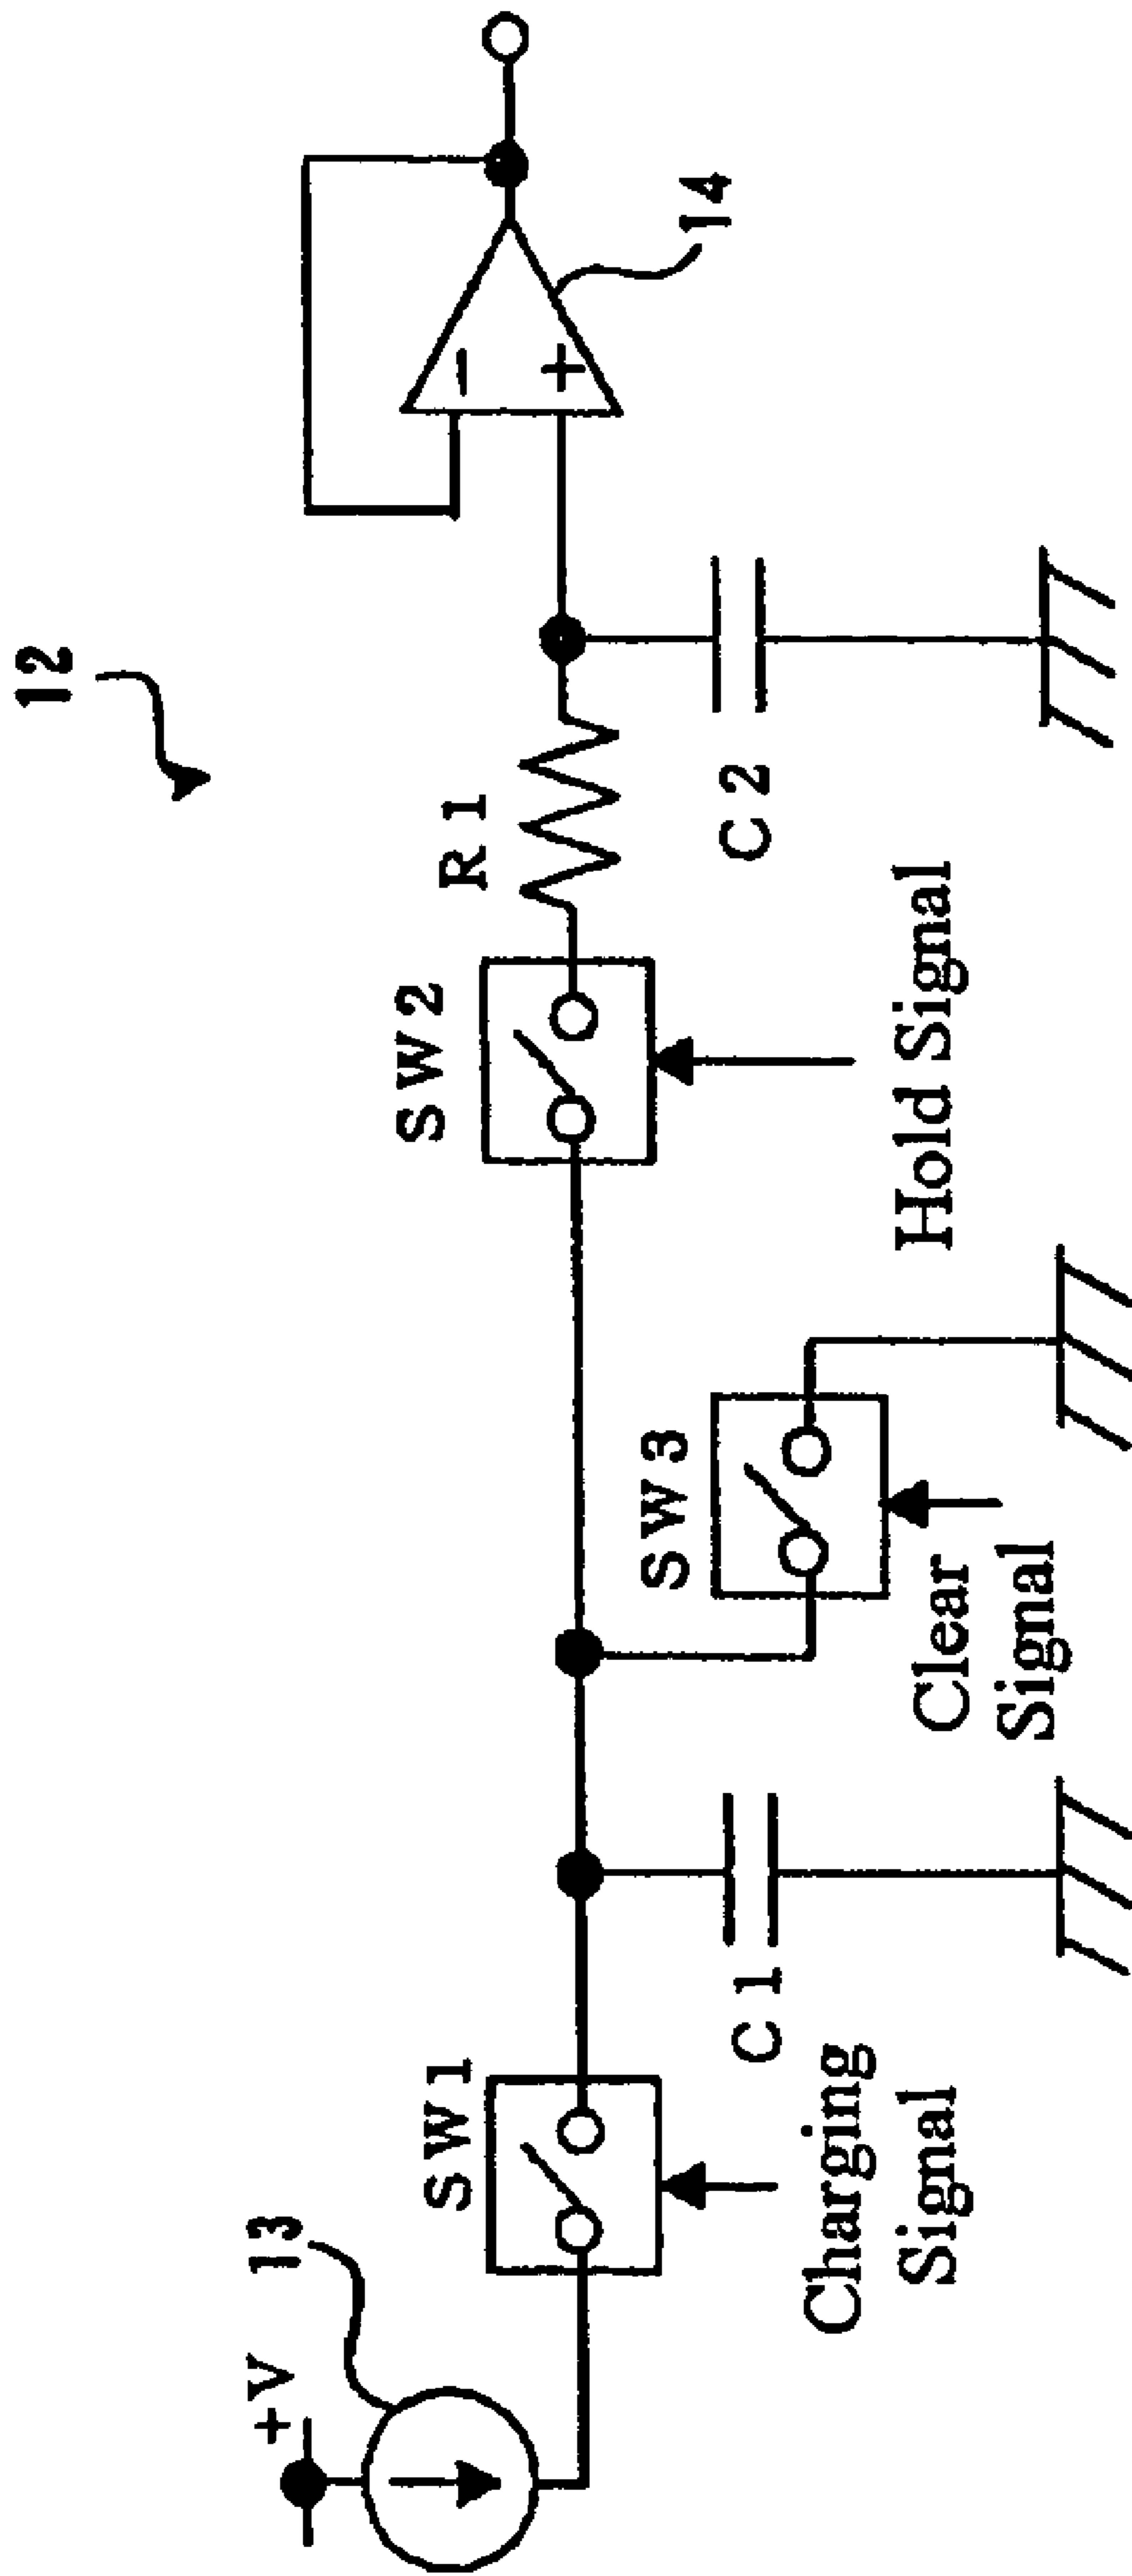 12
+V
13
SW1
Charging
Signal
C1
SW3
Clear
Signal
SW2
Hold Signal
R1
C2
-
+
14